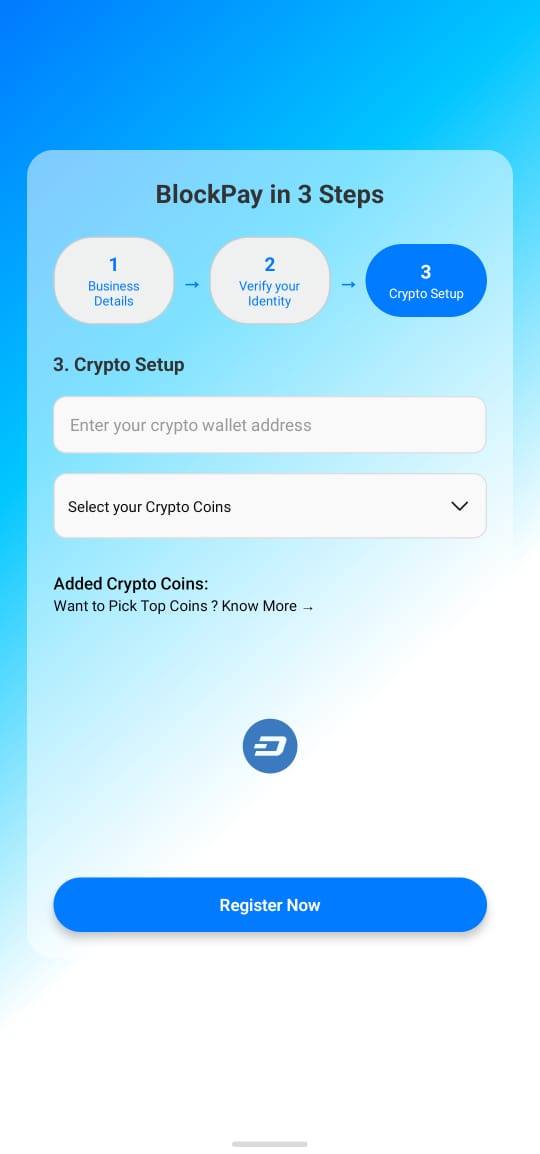 BlockPay in 3 Steps
1
Business
Details
→
2
Verify your
Identity
→
3
Crypto Setup
3. Crypto Setup
Enter your crypto wallet address
Select your Crypto Coins
Added Crypto Coins:
Want to Pick Top Coins ? Know More →
Register Now